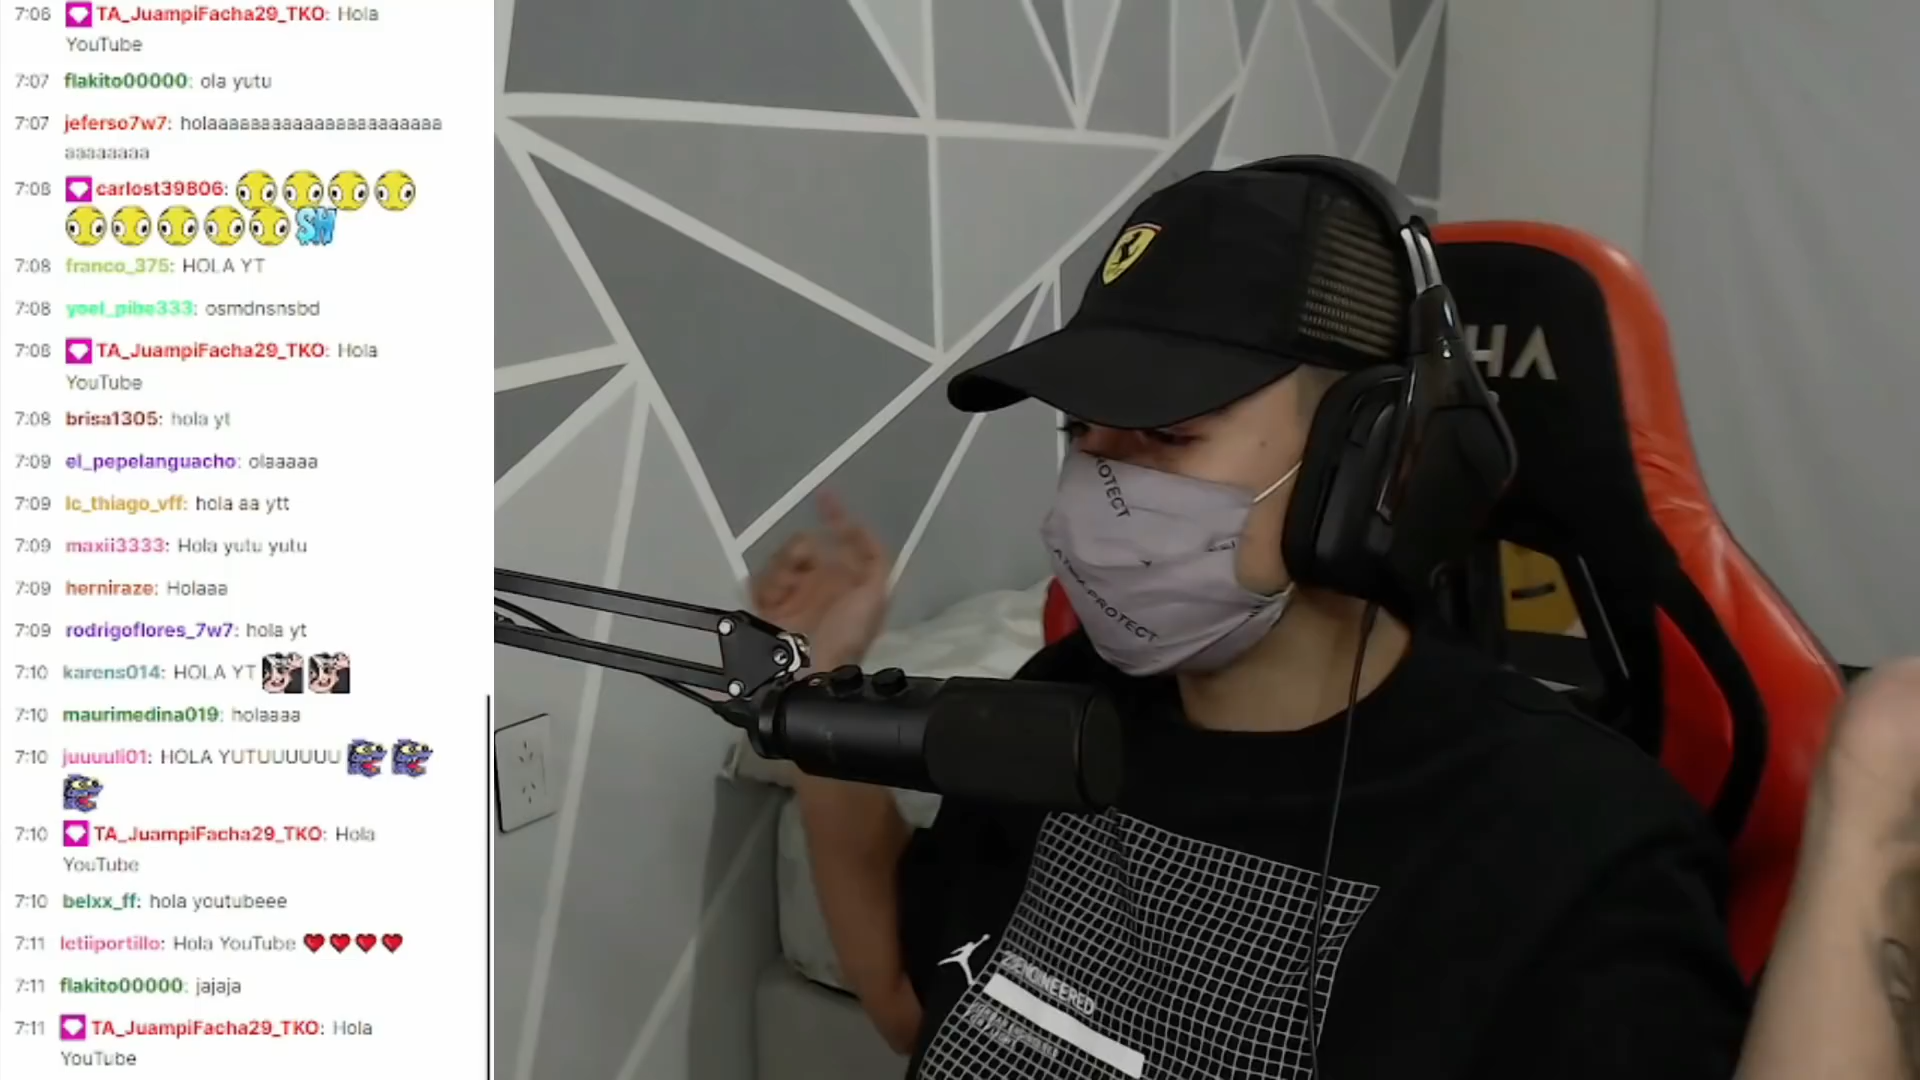 7:06 TA_JuampiFacha29_TKO: Hola
YouTube
7:07 flakito00000: ola yutu
7:07 jeferso7w7: holaaaaaaaaaaaaaaaaaaaaa
aaaaaaaa
7:08 carlost39806:
SH
7:08 franco_375: HOLA YT
7:08 yoel_pibe333: osmdnsnsbd
7:08 TA_JuampiFacha29_TKO: Hola
YouTube
7:08 brisa1305: hola yt
7:09 el_pepelanguacho: olaaaaa
7:09 lc_thiago_vff: hola aa ytt
7:09 maxii3333: Hola yutu yutu
7:09 herniraze: Holaaa
7:09 rodrigoflores_7w7: hola yt
7:10 karens014: HOLA YT
7:10 maurimedina019: holaaaa
7:10 juuuuli01: HOLA YUTUUUUUU
7:10 TA_JuampiFacha29_TKO: Hola
YouTube
7:10 belxx_ff: hola youtubeee
7:11 letiiportillo: Hola YouTube ❤❤❤❤
7:11 flakito00000: jajaja
7:11 TA_JuampiFacha29_TKO: Hola
YouTube
HA
ROTECT
PROTECT
ENGINEERED